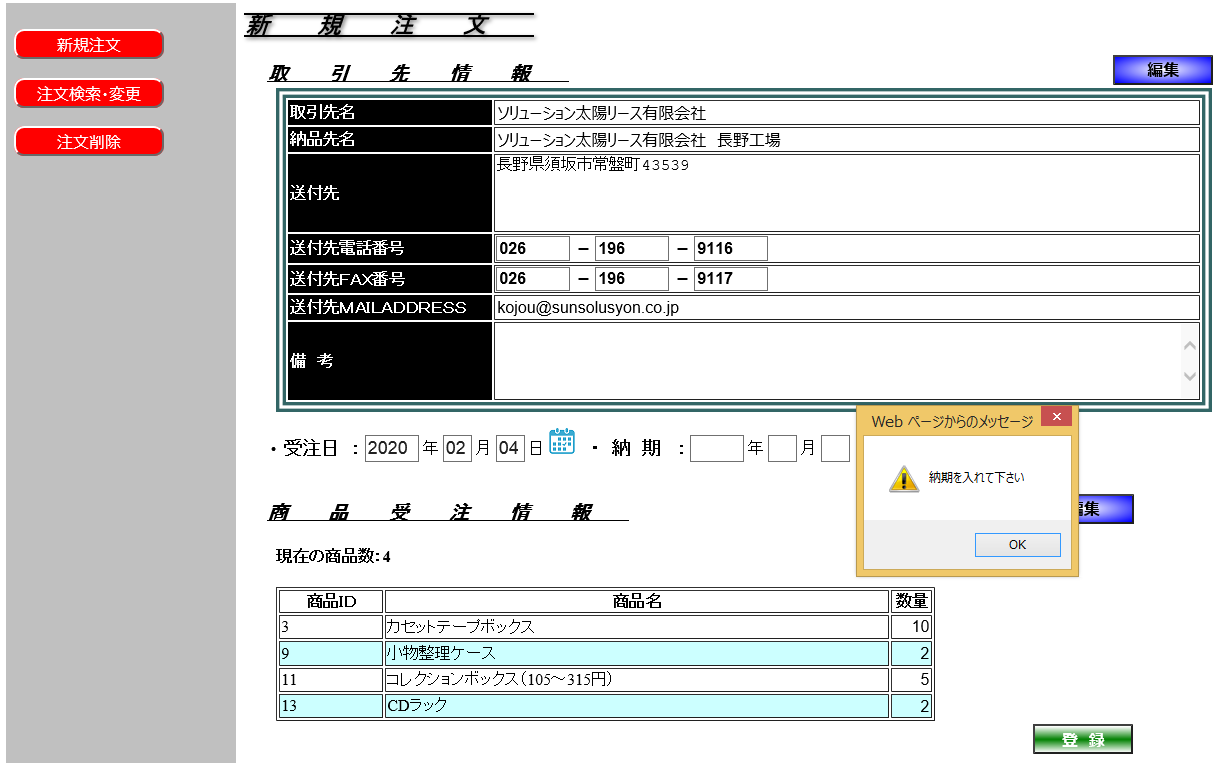 新規注文
注文検索・変更
注文削除
新規注文
取引先情報
編集
取引先名 ソリューション太陽リース有限会社
納品先名 ソリューション太陽リース有限会社 長野工場
送付先 長野県須坂市常盤町43539
送付先電話番号 026 － 196 － 9116
送付先FAX番号 026 － 196 － 9117
送付先MAILADDRESS kojou@sunsolusyon.co.jp
備 考
・受注日 ：2020 年 02 月 04 日 ・ 納 期 ： 年 月
Web ページからのメッセージ
納期を入れて下さい
OK
商品受注情報
集
現在の商品数：4
商品ID 商品名 数量
3 カセットテープボックス 10
9 小物整理ケース 2
11 コレクションボックス（105～315円） 5
13 CDラック 2
登 録